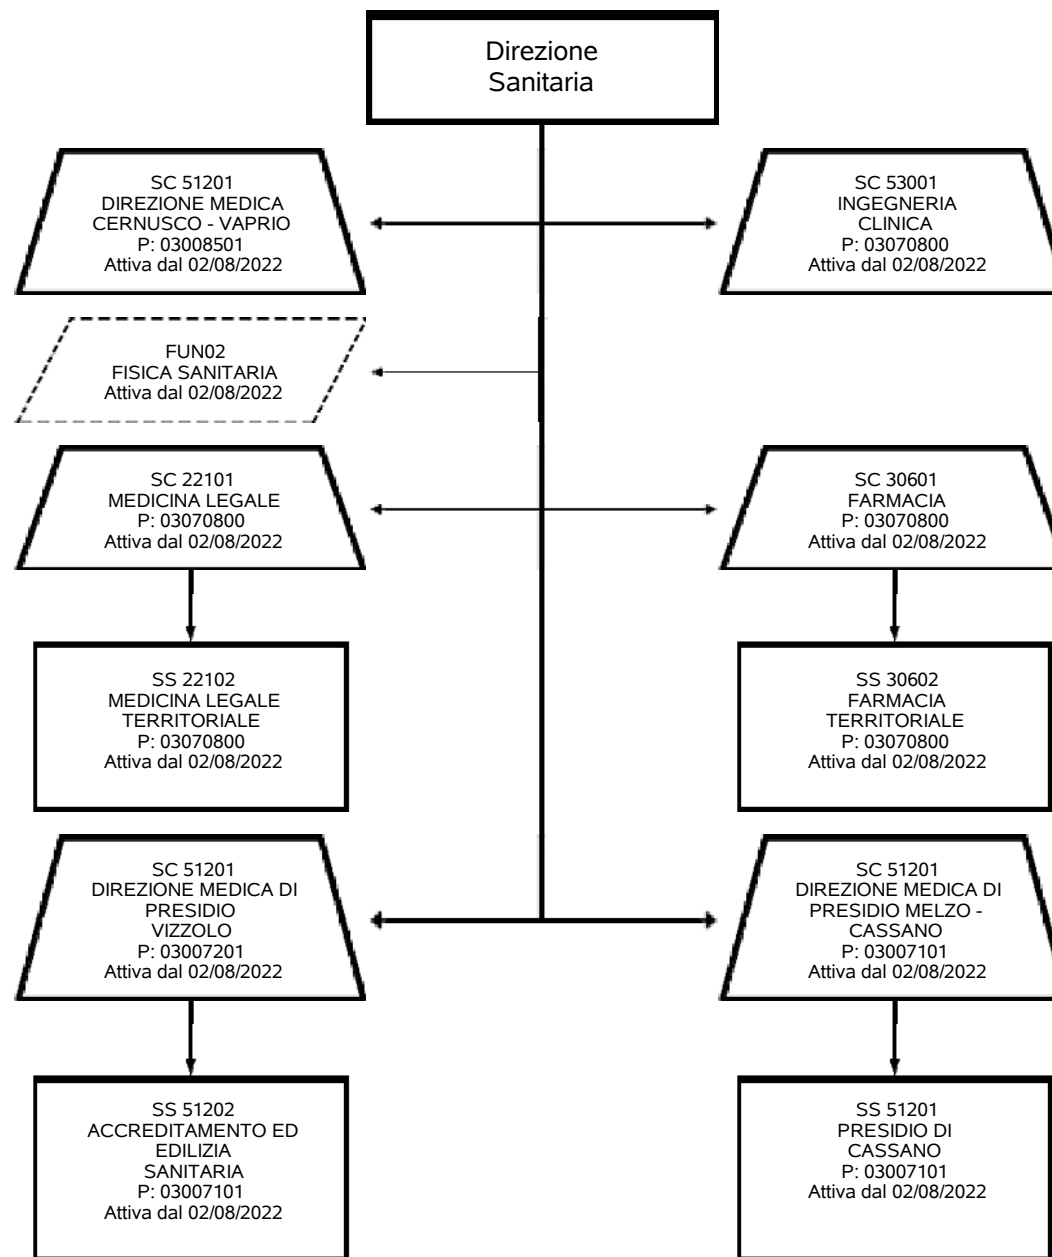 Direzione
Sanitaria
SC 51201
DIREZIONE MEDICA
CERNUSCO - VAPRIO
P: 03008501
Attiva dal 02/08/2022
SC 53001
INGEGNERIA
CLINICA
P: 03070800
Attiva dal 02/08/2022
FUN02
FISICA SANITARIA
Attiva dal 02/08/2022
SC 22101
MEDICINA LEGALE
P: 03070800
Attiva dal 02/08/2022
SC 30601
FARMACIA
P: 03070800
Attiva dal 02/08/2022
SS 22102
MEDICINA LEGALE
TERRITORIALE
P: 03070800
Attiva dal 02/08/2022
SS 30602
FARMACIA
TERRITORIALE
P: 03070800
Attiva dal 02/08/2022
SC 51201
DIREZIONE MEDICA DI
PRESIDIO
VIZZOLO
P: 03007201
Attiva dal 02/08/2022
SC 51201
DIREZIONE MEDICA DI
PRESIDIO MELZO -
CASSANO
P: 03007101
Attiva dal 02/08/2022
SS 51202
ACCREDITAMENTO ED
EDILIZIA
SANITARIA
P: 03007101
Attiva dal 02/08/2022
SS 51201
PRESIDIO DI
CASSANO
P: 03007101
Attiva dal 02/08/2022